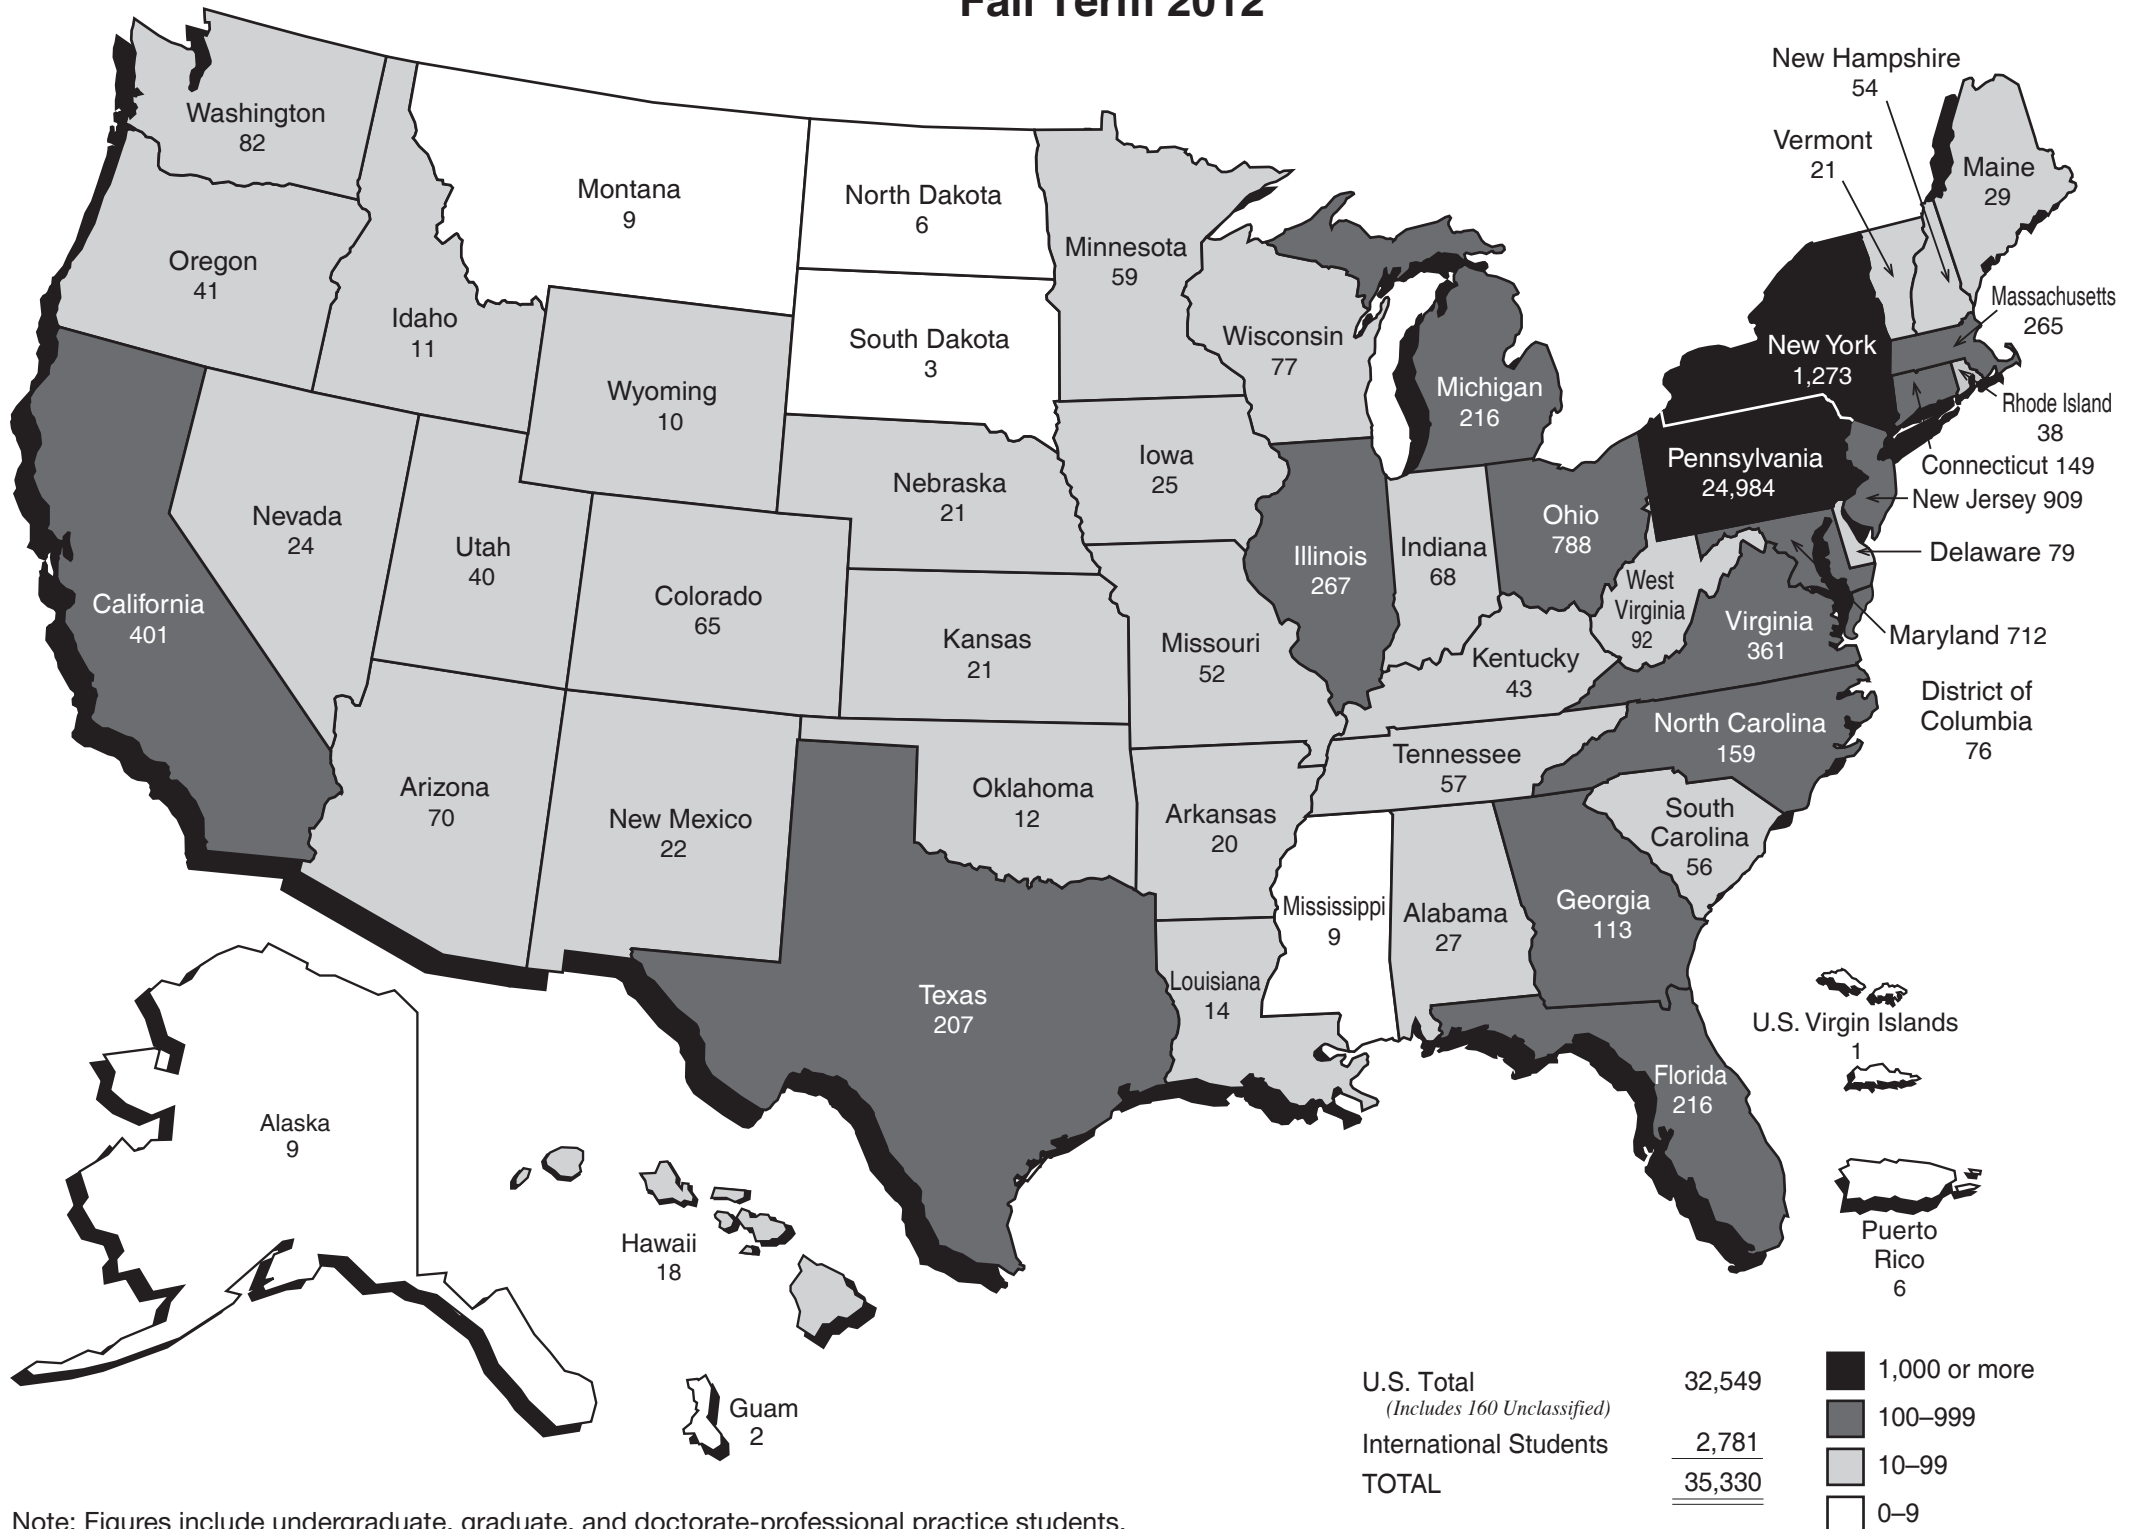 Fall Term 2012
New Hampshire
54
Vermont
21
Maine
29
Washington
82
Montana
9
North Dakota
6
Minnesota
59
Oregon
41
Idaho
11
South Dakota
3
Wisconsin
77
Michigan
216
New York
1,273
Massachusetts
265
Rhode Island
38
Connecticut 149
New Jersey 909
Delaware 79
Maryland 712
District of
Columbia
76
Wyoming
10
Nebraska
21
Iowa
25
Pennsylvania
24,984
Nevada
24
Utah
40
Colorado
65
Kansas
21
Missouri
52
Illinois
267
Indiana
68
Ohio
788
West
Virginia
92
Virginia
361
California
401
Kentucky
43
North Carolina
159
Tennessee
57
South
Carolina
56
Arizona
70
New Mexico
22
Oklahoma
12
Arkansas
20
Mississippi
9
Alabama
27
Georgia
113
Texas
207
Louisiana
14
Florida
216
U.S. Virgin Islands
1
Alaska
9
Hawaii
18
Puerto
Rico
6
Guam
2
U.S. Total 32,549
(Includes 160 Unclassified)
International Students 2,781
TOTAL 35,330
1,000 or more
100–999
10–99
0–9
Note: Figures include undergraduate, graduate, and doctorate-professional practice students.